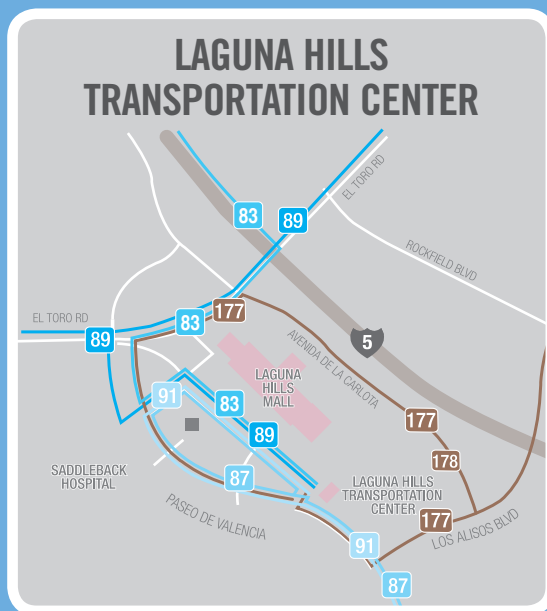 LAGUNA HILLS
TRANSPORTATION CENTER
EL TORO RD
83
89
ROCKFIELD BLVD
177
EL TORO RD
83
89
5
AVENIDA DE LA CARLOTA
LAGUNA
HILLS
MALL
91
83
177
89
178
SADDLEBACK
HOSPITAL
87
LAGUNA HILLS
TRANSPORTATION
CENTER
PASEO DE VALENCIA
177
LOS ALISOS BLVD
91
87